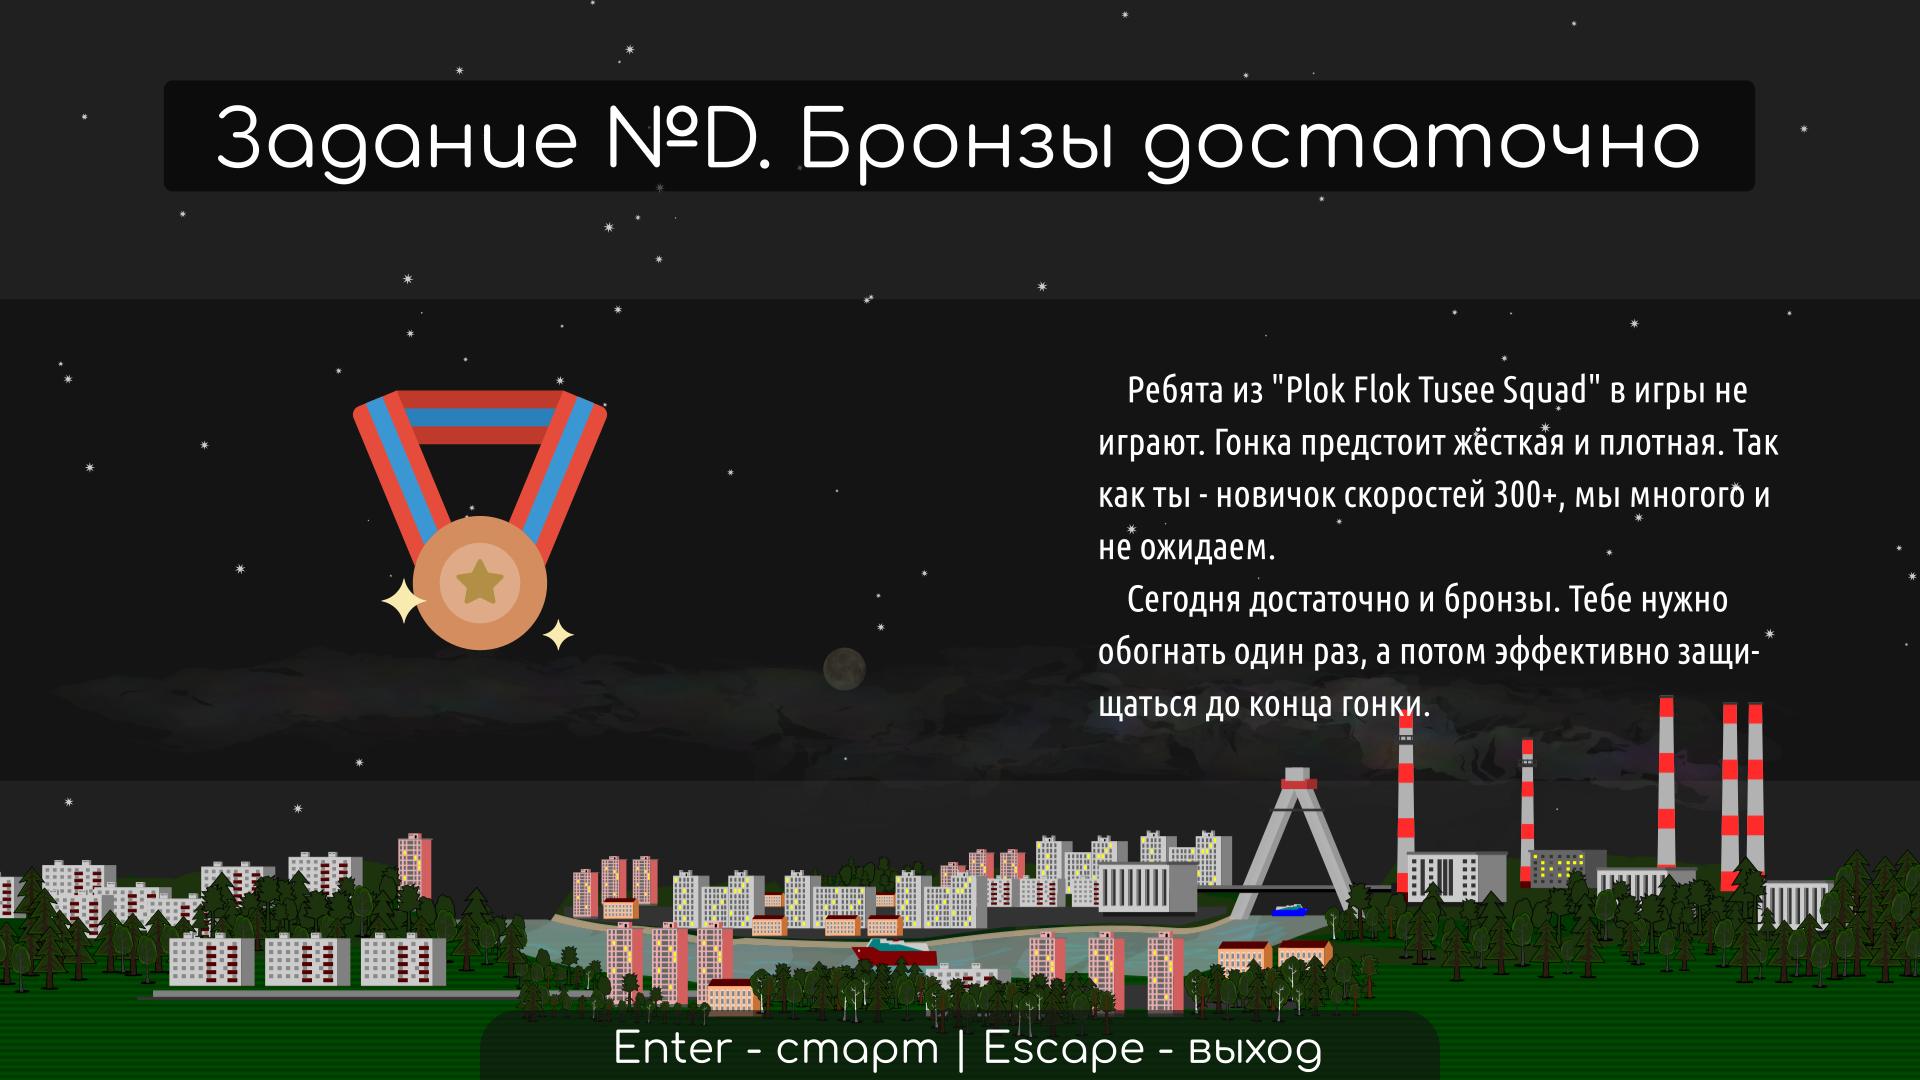 Задание №D. Бронзы достаточно
Ребята из "Plok Flok Tusee Squad" в игры не
играют. Гонка предстоит жёсткая и плотная. Так
как ты - новичок скоростей 300+, мы многого и
не ожидаем.
Сегодня достаточно и бронзы. Тебе нужно
обогнать один раз, а потом эффективно защи-
щаться до конца гонки.
Enter - старт | Escape - выход